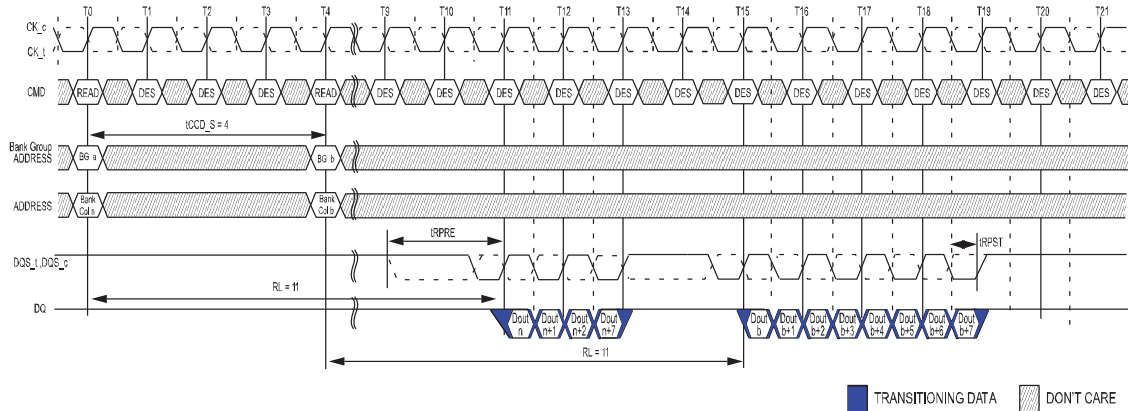 T0 T1 T2 T3 T4 T9 T10 T11 T12 T13 T14 T15 T16 T17 T18 T19 T20 T21
CK_c
CK_t
CMD READ DES DES DES READ DES DES DES DES DES DES DES DES DES DES DES DES DES
tCCD_S = 4
Bank Group
ADDRESS BG a BG b
ADDRESS Bank Col n Bank Col b
tRPRE tRPST
DQS_t ,DQS_c
RL = 11
DQ Dout n Dout n+1 Dout n+2 Dout n+7 Dout b Dout b+1 Dout b+2 Dout b+3 Dout b+4 Dout b+5 Dout b+6 Dout b+7
RL = 11
TRANSITIONING DATA DON'T CARE